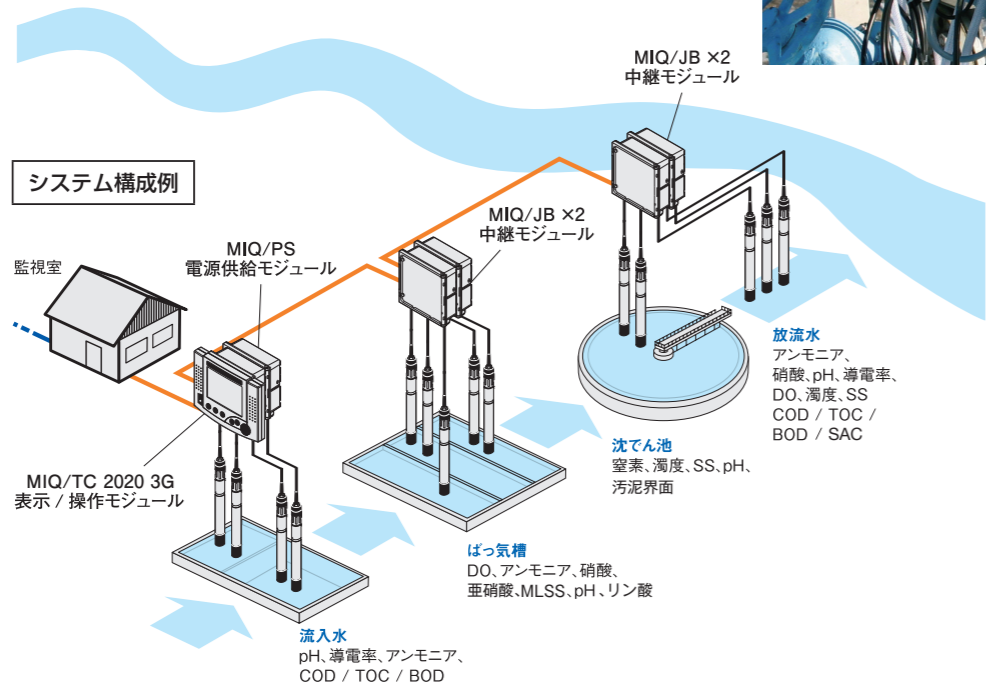 MIQ/JB ×2
中継モジュール
システム構成例
MIQ/JB ×2
中継モジュール
MIQ/PS
電源供給モジュール
監視室
MIQ/TC 2020 3G
表示 / 操作モジュール
放流水
アンモニア、
硝酸、pH、導電率、
DO、濁度、SS
COD / TOC /
BOD / SAC
沈でん池
窒素、濁度、SS、pH、
汚泥界面
ばっ気槽
DO、アンモニア、硝酸、
亜硝酸、MLSS、pH、リン酸
流入水
pH、導電率、アンモニア、
COD / TOC / BOD